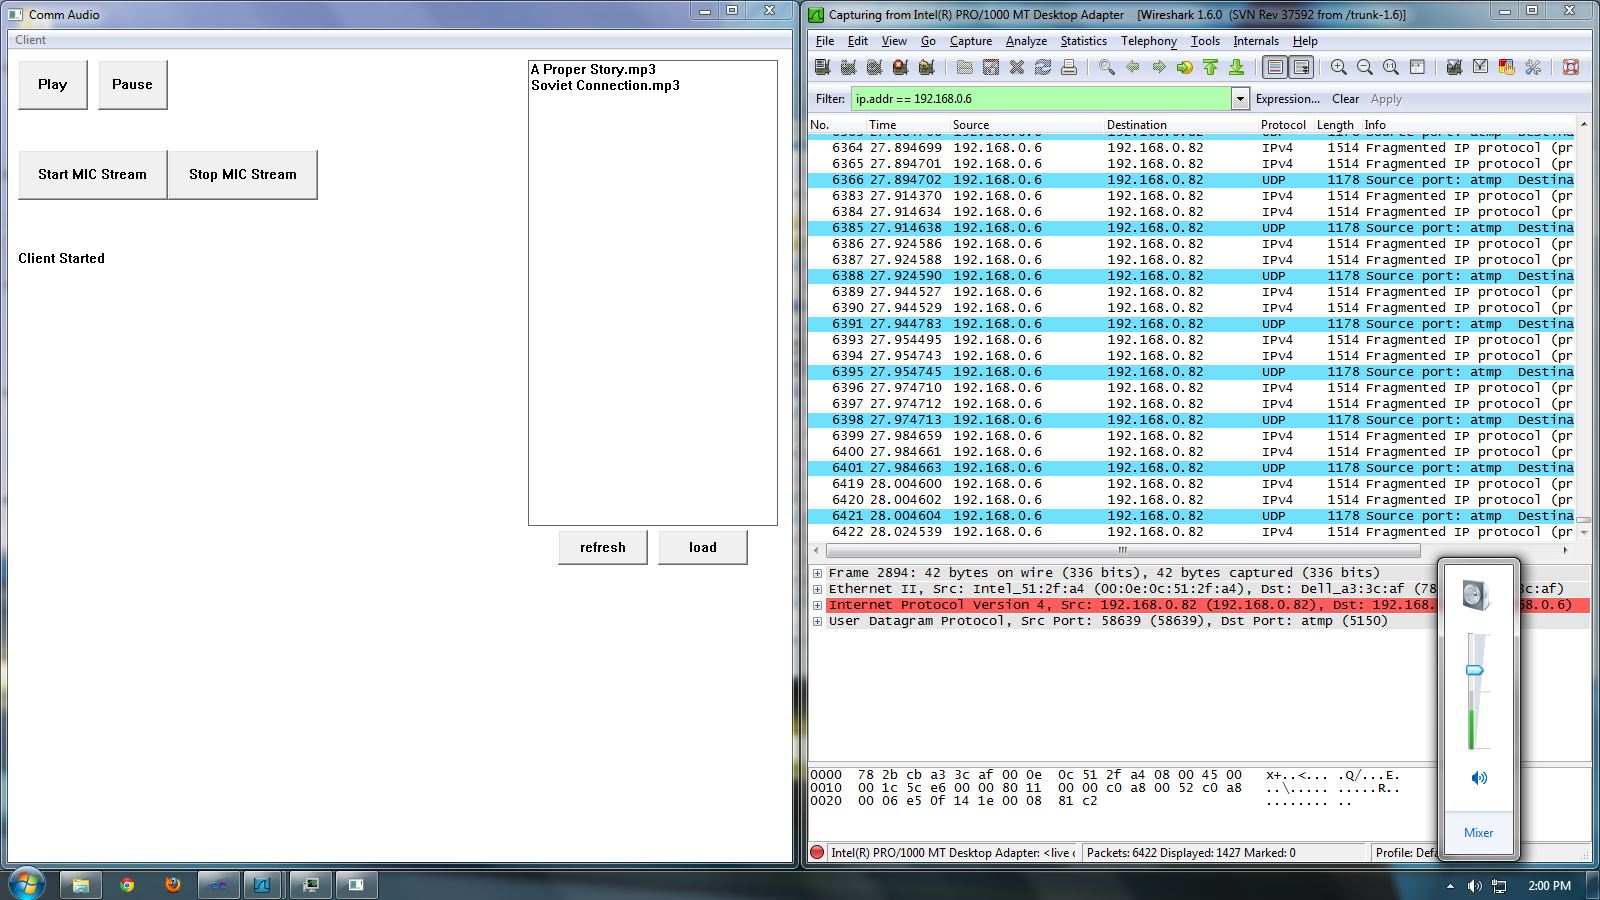 Comm Audio
Client
Play
Pause
Start MIC Stream
Stop MIC Stream
Client Started
A Proper Story.mp3
Soviet Connection.mp3
refresh
load
Capturing from Intel(R) PRO/1000 MT Desktop Adapter [Wireshark 1.6.0 (SVN Rev 37592 from /trunk-1.6)]
File Edit View Go Capture Analyze Statistics Telephony Tools Internals Help
Filter: ip.addr == 192.168.0.6 Expression... Clear Apply
No. Time Source Destination Protocol Length Info
6364 27.894699 192.168.0.6 192.168.0.82 IPv4 1514 Fragmented IP protocol (pr
6365 27.894701 192.168.0.6 192.168.0.82 IPv4 1514 Fragmented IP protocol (pr
6366 27.894702 192.168.0.6 192.168.0.82 UDP 1178 Source port: atmp Destina
6383 27.914370 192.168.0.6 192.168.0.82 IPv4 1514 Fragmented IP protocol (pr
6384 27.914634 192.168.0.6 192.168.0.82 IPv4 1514 Fragmented IP protocol (pr
6385 27.914638 192.168.0.6 192.168.0.82 UDP 1178 Source port: atmp Destina
6386 27.924586 192.168.0.6 192.168.0.82 IPv4 1514 Fragmented IP protocol (pr
6387 27.924588 192.168.0.6 192.168.0.82 IPv4 1514 Fragmented IP protocol (pr
6388 27.924590 192.168.0.6 192.168.0.82 UDP 1178 Source port: atmp Destina
6389 27.944527 192.168.0.6 192.168.0.82 IPv4 1514 Fragmented IP protocol (pr
6390 27.944529 192.168.0.6 192.168.0.82 IPv4 1514 Fragmented IP protocol (pr
6391 27.944783 192.168.0.6 192.168.0.82 UDP 1178 Source port: atmp Destina
6393 27.954495 192.168.0.6 192.168.0.82 IPv4 1514 Fragmented IP protocol (pr
6394 27.954743 192.168.0.6 192.168.0.82 IPv4 1514 Fragmented IP protocol (pr
6395 27.954745 192.168.0.6 192.168.0.82 UDP 1178 Source port: atmp Destina
6396 27.974710 192.168.0.6 192.168.0.82 IPv4 1514 Fragmented IP protocol (pr
6397 27.974712 192.168.0.6 192.168.0.82 IPv4 1514 Fragmented IP protocol (pr
6398 27.974713 192.168.0.6 192.168.0.82 UDP 1178 Source port: atmp Destina
6399 27.984659 192.168.0.6 192.168.0.82 IPv4 1514 Fragmented IP protocol (pr
6400 27.984661 192.168.0.6 192.168.0.82 IPv4 1514 Fragmented IP protocol (pr
6401 27.984663 192.168.0.6 192.168.0.82 UDP 1178 Source port: atmp Destina
6419 28.004600 192.168.0.6 192.168.0.82 IPv4 1514 Fragmented IP protocol (pr
6420 28.004602 192.168.0.6 192.168.0.82 IPv4 1514 Fragmented IP protocol (pr
6421 28.004604 192.168.0.6 192.168.0.82 UDP 1178 Source port: atmp Destina
6422 28.024539 192.168.0.6 192.168.0.82 IPv4 1514 Fragmented IP protocol (pr
Frame 2894: 42 bytes on wire (336 bits), 42 bytes captured (336 bits)
Ethernet II, Src: Intel_51:2f:a4 (00:0e:0c:51:2f:a4), Dst: Dell_a3:3c:af (78 3c:af)
Internet Protocol Version 4, Src: 192.168.0.82 (192.168.0.82), Dst: 192.168. 8.0.6)
User Datagram Protocol, Src Port: 58639 (58639), Dst Port: atmp (5150)
0000 78 2b cb a3 3c af 00 0e 0c 51 2f a4 08 00 45 00 x+..<... .Q/...E.
0010 00 1c 5c e6 00 00 80 11 00 00 c0 a8 00 52 c0 a8 ..\..... .....R..
0020 00 06 e5 0f 14 1e 00 08 81 c2 ........ ..
Intel(R) PRO/1000 MT Desktop Adapter: <live c Packets: 6422 Displayed: 1427 Marked: 0 Profile: Defa
Mixer
2:00 PM